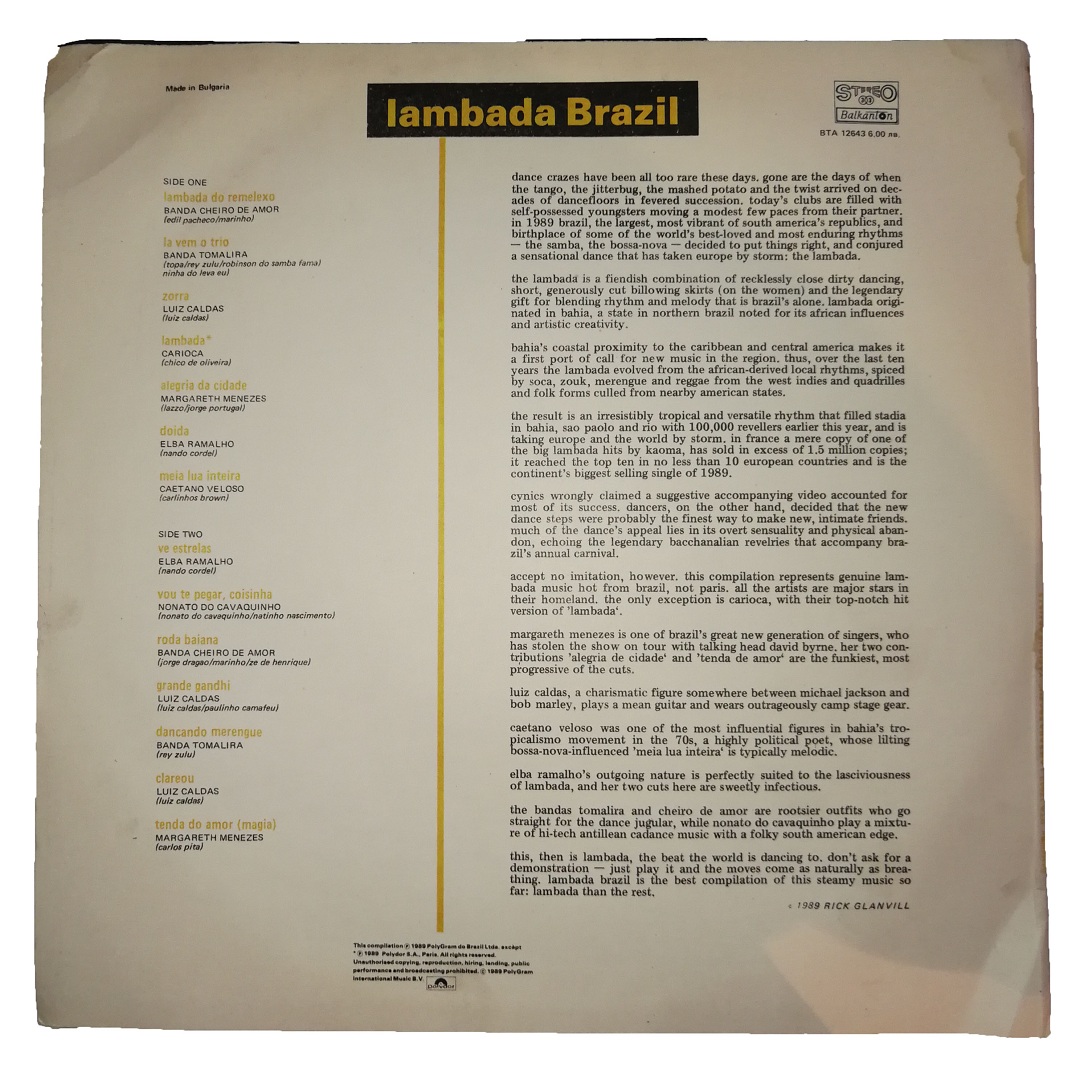 Made in Bulgaria
lambada Brazil
STEREO
Balkanton
BTA 12643 6.00 лв.
SIDE ONE
lambada do remelexo
BANDA CHEIRO DE AMOR
(edil pacheco/marinho)
la vem o trio
BANDA TOMALIRA
(topa/rey zulu/robinson do samba fama)
ninha do leva eu)
zorra
LUIZ CALDAS
(luiz caldas)
lambada*
CARIOCA
(chico de oliveira)
alegria da cidade
MARGARETH MENEZES
(lazzo/jorge portugal)
doida
ELBA RAMALHO
(nando cordel)
meia lua inteira
CAETANO VELOSO
(carlinhos brown)
SIDE TWO
ve estrelas
ELBA RAMALHO
(nando cordel)
vou te pegar, coisinha
NONATO DO CAVAQUINHO
(nonato do cavaquinho/natinho nascimento)
roda baiana
BANDA CHEIRO DE AMOR
(jorge dragao/marinho/ze de henrique)
grande gandhi
LUIZ CALDAS
(luiz caldas/paulinho camafeu)
dancando merengue
BANDA TOMALIRA
(rey zulu)
clareou
LUIZ CALDAS
(luiz caldas)
tenda do amor (magia)
MARGARETH MENEZES
(carlos pita)
dance crazes have been all too rare these days. gone are the days of when
the tango, the jitterbug, the mashed potato and the twist arrived on dec-
ades of dancefloors in fevered succession. today's clubs are filled with
self-possessed youngsters moving a modest few paces from their partner.
in 1989 brazil, the largest, most vibrant of south america's republics, and
birthplace of some of the world's best-loved and most enduring rhythms
— the samba, the bossa-nova — decided to put things right, and conjured
a sensational dance that has taken europe by storm: the lambada.
the lambada is a fiendish combination of recklessly close dirty dancing,
short, generously cut billowing skirts (on the women) and the legendary
gift for blending rhythm and melody that is brazil's alone. lambada origi-
nated in bahia, a state in northern brazil noted for its african influences
and artistic creativity.
bahia's coastal proximity to the caribbean and central america makes it
a first port of call for new music in the region. thus, over the last ten
years the lambada evolved from the african-derived local rhythms, spiced
by soca, zouk, merengue and reggae from the west indies and quadrilles
and folk forms culled from nearby american states.
the result is an irresistibly tropical and versatile rhythm that filled stadia
in bahia, sao paolo and rio with 100,000 revellers earlier this year, and is
taking europe and the world by storm. in france a mere copy of one of
the big lambada hits by kaoma, has sold in excess of 1.5 million copies;
it reached the top ten in no less than 10 european countries and is the
continent's biggest selling single of 1989.
cynics wrongly claimed a suggestive accompanying video accounted for
most of its success. dancers, on the other hand, decided that the new
dance steps were probably the finest way to make new, intimate friends.
much of the dance's appeal lies in its overt sensuality and physical aban-
don, echoing the legendary bacchanalian revelries that accompany bra-
zil's annual carnival.
accept no imitation, however. this compilation represents genuine lam-
bada music hot from brazil, not paris. all the artists are major stars in
their homeland. the only exception is carioca, with their top-notch hit
version of 'lambada'.
margareth menezes is one of brazil's great new generation of singers, who
has stolen the show on tour with talking head david byrne. her two con-
tributions 'alegria de cidade' and 'tenda de amor' are the funkiest, most
progressive of the cuts.
luiz caldas, a charismatic figure somewhere between michael jackson and
bob marley, plays a mean guitar and wears outrageously camp stage gear.
caetano veloso was one of the most influential figures in bahia's tro-
picalismo movement in the 70s, a highly political poet, whose lilting
bossa-nova-influenced 'meia lua inteira' is typically melodic.
elba ramalho's outgoing nature is perfectly suited to the lasciviousness
of lambada, and her two cuts here are sweetly infectious.
the bandas tomalira and cheiro de amor are rootsier outfits who go
straight for the dance jugular, while nonato do cavaquinho play a mixtu-
re of hi-tech antillean cadance music with a folky south american edge.
this, then is lambada, the beat the world is dancing to. don't ask for a
demonstration — just play it and the moves come as naturally as brea-
thing. lambada brazil is the best compilation of this steamy music so
far: lambada than the rest.
c 1989 RICK GLANVILL
This compilation ℗ 1989 PolyGram do Brazil Ltda. except
* ℗ 1989 Polydor S.A., Paris. All rights reserved.
Unauthorised copying, reproduction, hiring, lending, public
performance and broadcasting prohibited. © 1989 PolyGram
International Music B.V.
Polydor